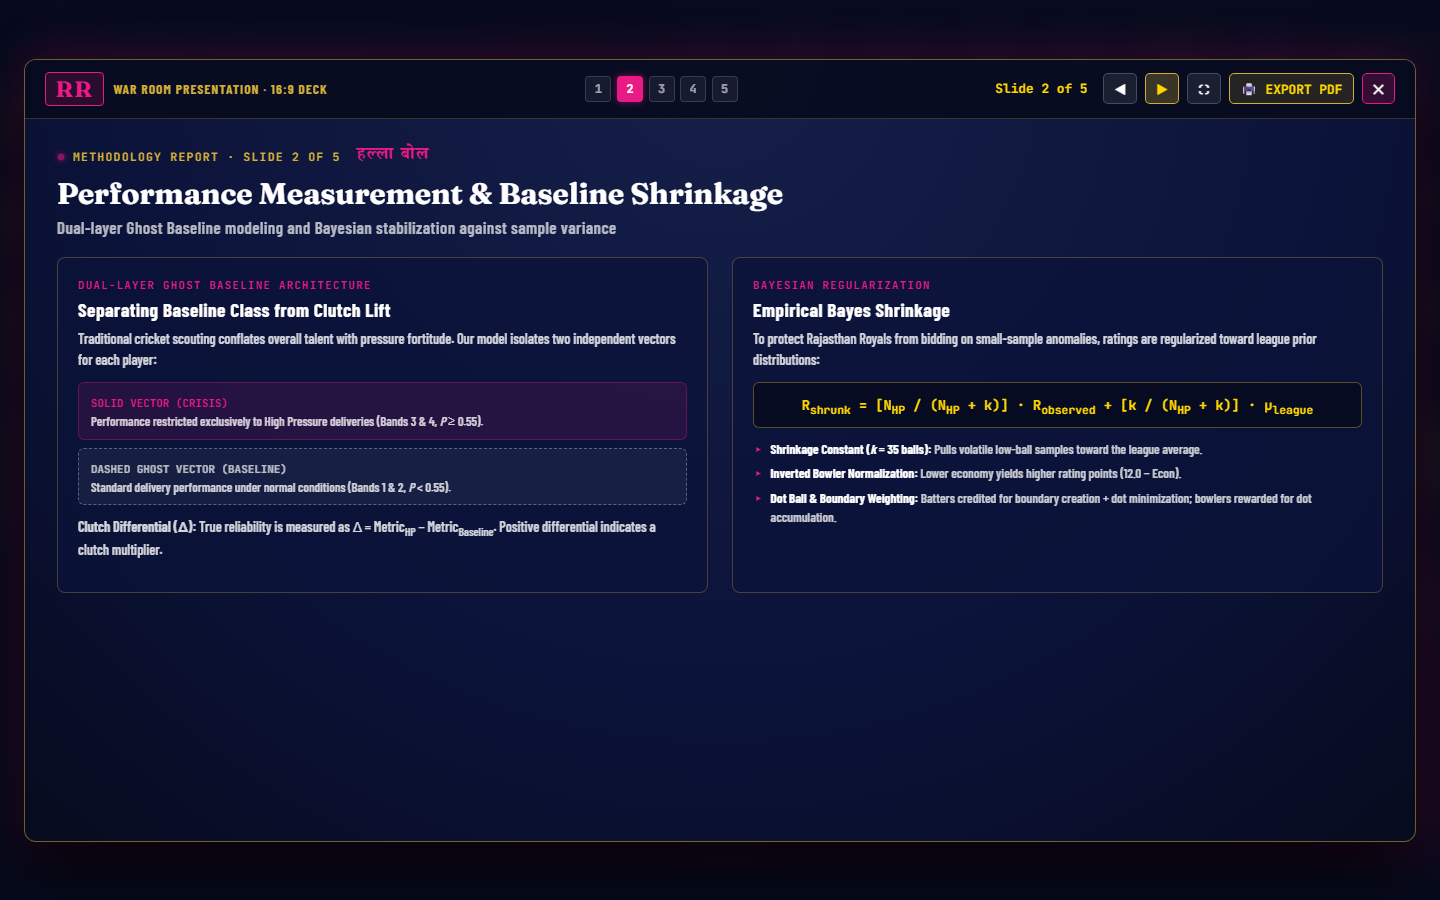 RR WAR ROOM PRESENTATION · 16:9 DECK 1 2 3 4 5 Slide 2 of 5 ◀ ▶ EXPORT PDF ✕
METHODOLOGY REPORT · SLIDE 2 OF 5 हल्ला बोल
Performance Measurement & Baseline Shrinkage
Dual-layer Ghost Baseline modeling and Bayesian stabilization against sample variance
DUAL-LAYER GHOST BASELINE ARCHITECTURE
Separating Baseline Class from Clutch Lift
Traditional cricket scouting conflates overall talent with pressure fortitude. Our model isolates two independent vectors
for each player:
SOLID VECTOR (CRISIS)
Performance restricted exclusively to High Pressure deliveries (Bands 3 & 4, P ≥ 0.55).
DASHED GHOST VECTOR (BASELINE)
Standard delivery performance under normal conditions (Bands 1 & 2, P < 0.55).
Clutch Differential (Δ): True reliability is measured as Δ = Metric_HP − Metric_Baseline. Positive differential indicates a
clutch multiplier.
BAYESIAN REGULARIZATION
Empirical Bayes Shrinkage
To protect Rajasthan Royals from bidding on small-sample anomalies, ratings are regularized toward league prior
distributions:
R_shrunk = [N_HP / (N_HP + k)] · R_observed + [k / (N_HP + k)] · μ_league
▸ Shrinkage Constant (k = 35 balls): Pulls volatile low-ball samples toward the league average.
▸ Inverted Bowler Normalization: Lower economy yields higher rating points (12.0 − Econ).
▸ Dot Ball & Boundary Weighting: Batters credited for boundary creation + dot minimization; bowlers rewarded for dot
accumulation.